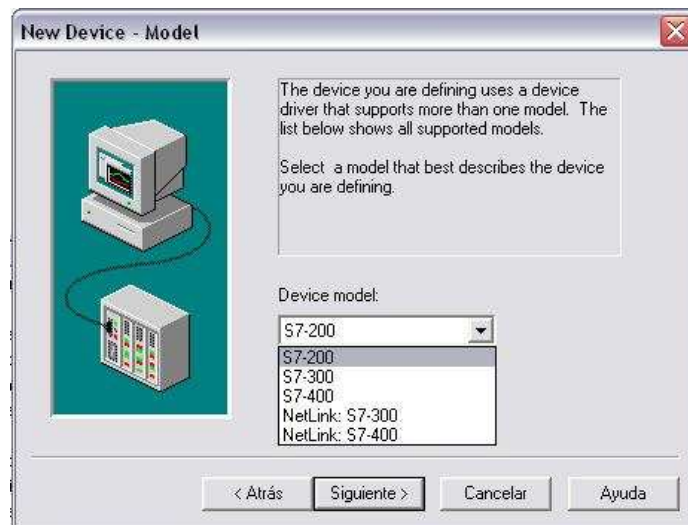 New Device - Model
The device you are defining uses a device
driver that supports more than one model. The
list below shows all supported models.
Select a model that best describes the device
you are defining.
Device model:
S7-200
S7-200
S7-300
S7-400
NetLink: S7-300
NetLink: S7-400
< Atrás
Siguiente >
Cancelar
Ayuda